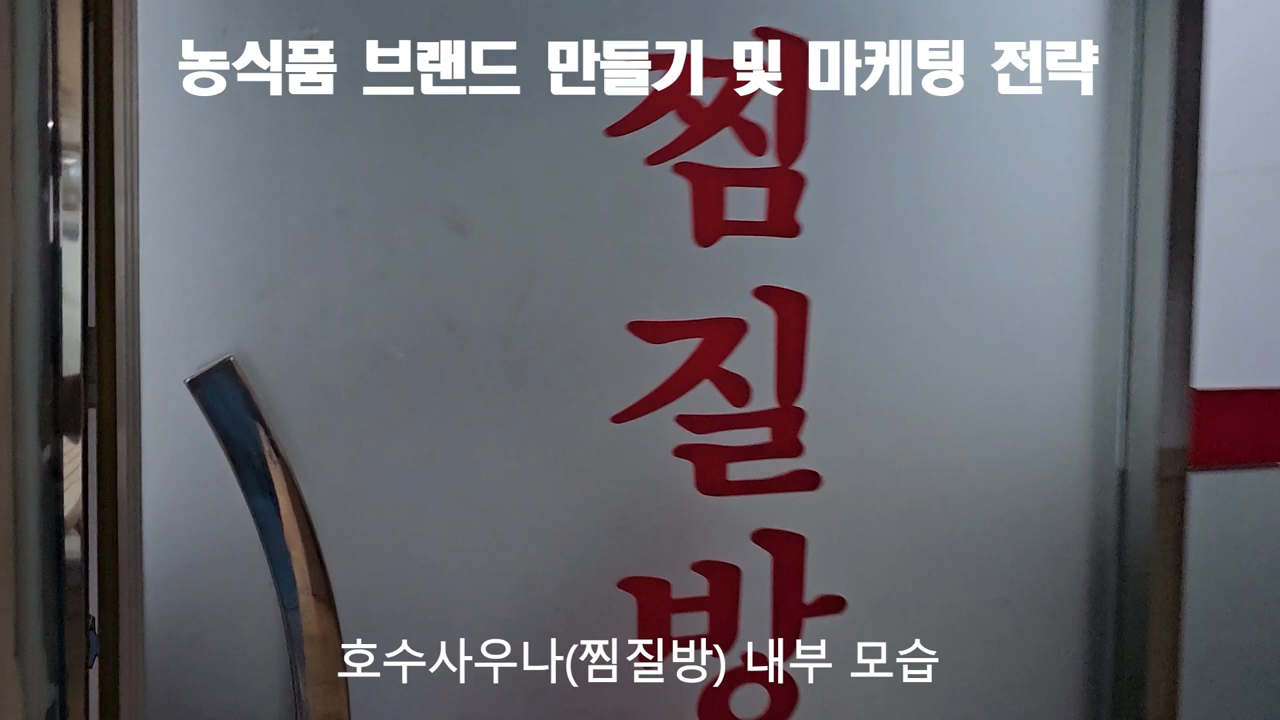 농식품 브랜드 만들기 및 마케팅 전략
찜
질
방
호수사우나(찜질방) 내부 모습